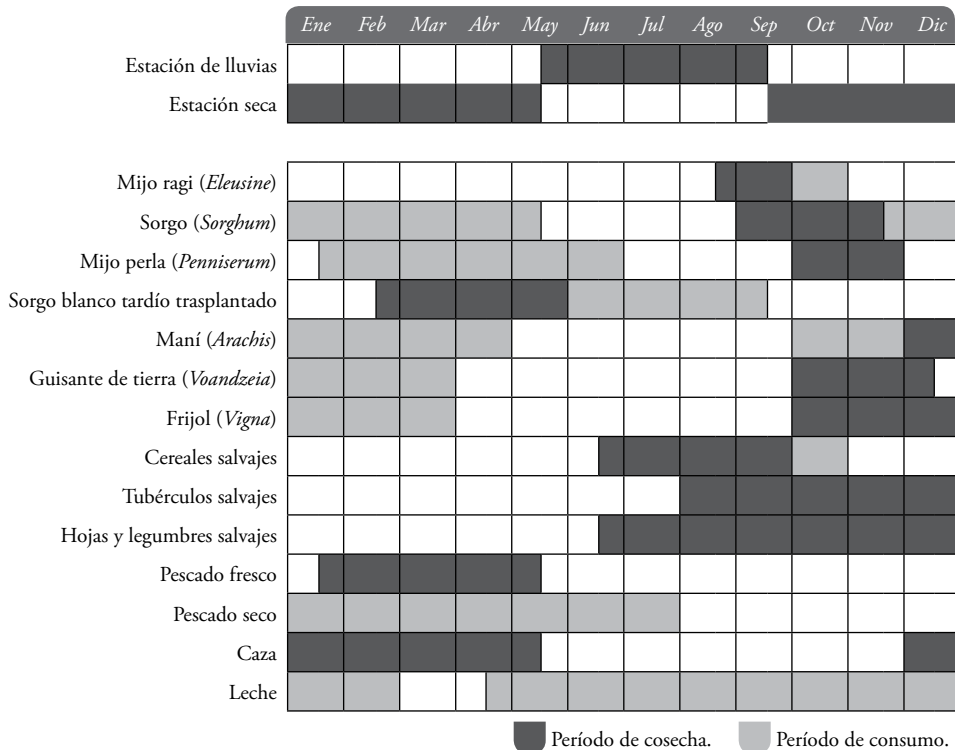 Ene Feb Mar Abr May Jun Jul Ago Sep Oct Nov Dic
Estación de lluvias
Estación seca
Mijo ragi (Eleusine)
Sorgo (Sorghum)
Mijo perla (Penniserum)
Sorgo blanco tardío trasplantado
Maní (Arachis)
Guisante de tierra (Voandzeia)
Frijol (Vigna)
Cereales salvajes
Tubérculos salvajes
Hojas y legumbres salvajes
Pescado fresco
Pescado seco
Caza
Leche
Período de cosecha. Período de consumo.